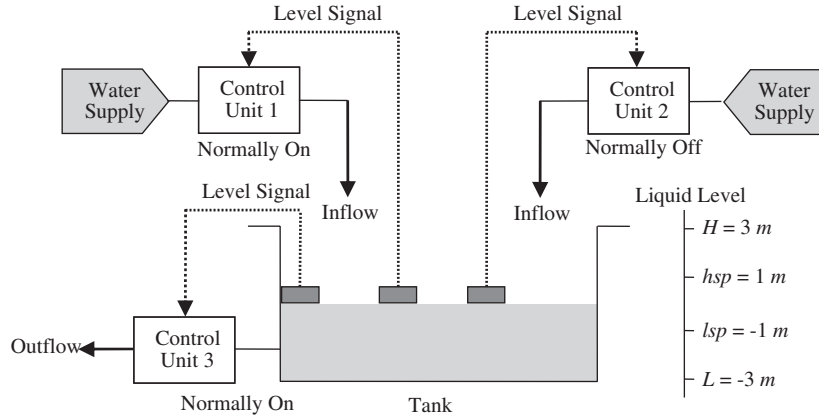 Level Signal
Level Signal
Water
Supply
Control
Unit 1
Control
Unit 2
Water
Supply
Normally On
Normally Off
Level Signal
Inflow
Inflow
Liquid Level
H = 3 m
hsp = 1 m
lsp = -1 m
L = -3 m
Outflow
Control
Unit 3
Normally On
Tank